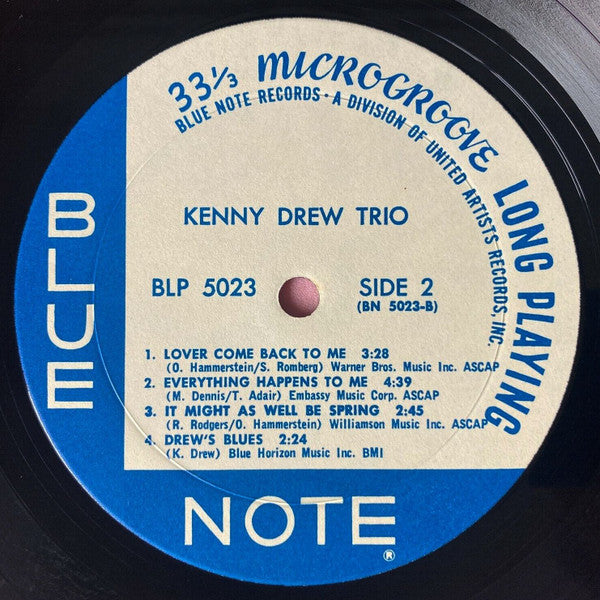 33⅓ MICROGROOVE LONG PLAYING
BLUE NOTE RECORDS • A DIVISION OF UNITED ARTISTS RECORDS, INC.
KENNY DREW TRIO
BLP 5023
SIDE 2
(BN 5023-B)
1. LOVER COME BACK TO ME 3:28
(O. Hammerstein/S. Romberg) Warner Bros. Music Inc. ASCAP
2. EVERYTHING HAPPENS TO ME 4:39
(M. Dennis/T. Adair) Embassy Music Corp. ASCAP
3. IT MIGHT AS WELL BE SPRING 2:45
(R. Rodgers/O. Hammerstein) Williamson Music Inc. ASCAP
4. DREW'S BLUES 2:24
(K. Drew) Blue Horizon Music Inc. BMI
BLUE
NOTE ®